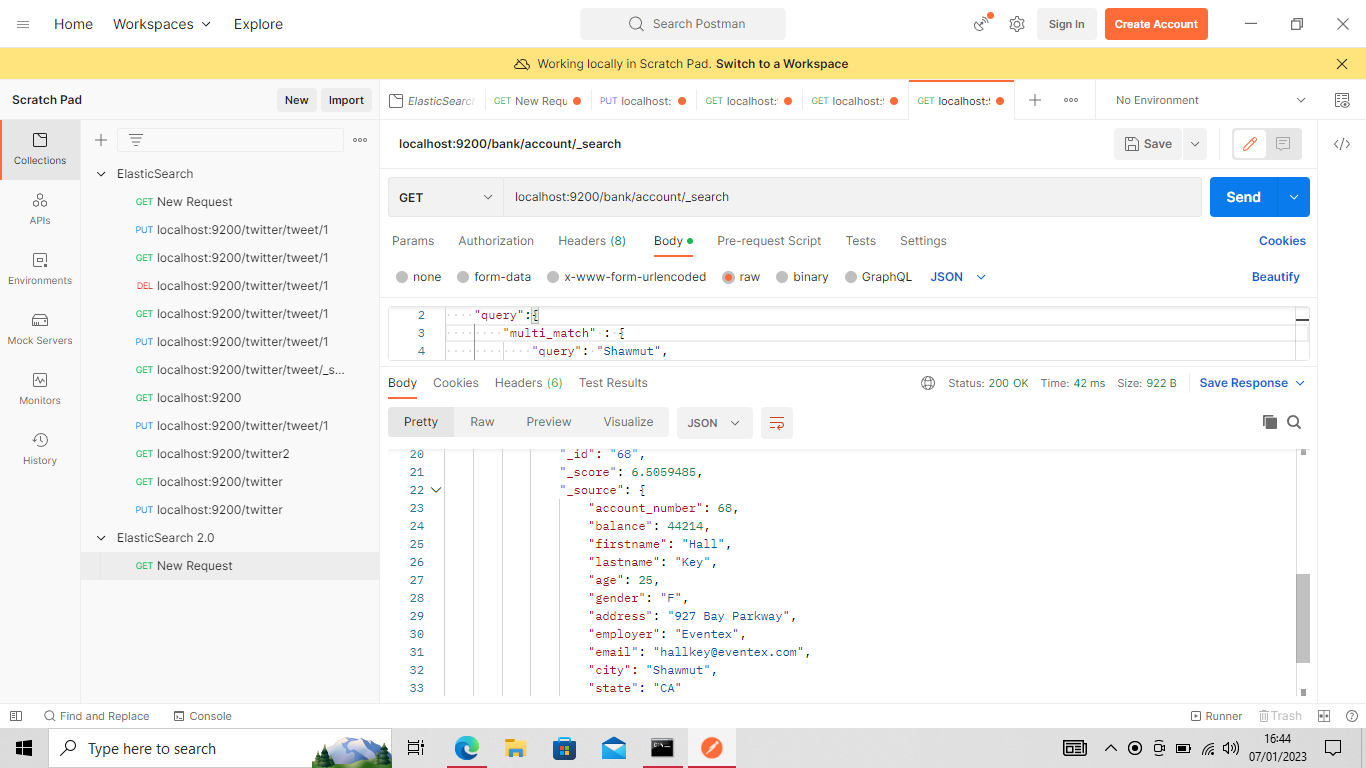 Home Workspaces Explore Search Postman Sign In Create Account
Working locally in Scratch Pad. Switch to a Workspace
Scratch Pad New Import ElasticSearc GET New Requ PUT localhost: GET localhost: GET localhost: GET localhost: No Environment
Collections
APIs
Environments
Mock Servers
Monitors
History
ElasticSearch
GET New Request
PUT localhost:9200/twitter/tweet/1
GET localhost:9200/twitter/tweet/1
DEL localhost:9200/twitter/tweet/1
GET localhost:9200/twitter/tweet/1
PUT localhost:9200/twitter/tweet/1
GET localhost:9200/twitter/tweet/_s...
GET localhost:9200
PUT localhost:9200/twitter/tweet/1
GET localhost:9200/twitter2
GET localhost:9200/twitter
PUT localhost:9200/twitter
ElasticSearch 2.0
GET New Request
localhost:9200/bank/account/_search Save
GET localhost:9200/bank/account/_search Send
Params Authorization Headers (8) Body Pre-request Script Tests Settings Cookies
none form-data x-www-form-urlencoded raw binary GraphQL JSON Beautify
2 "query":{
3 "multi_match" : {
4 "query": "Shawmut",
Body Cookies Headers (6) Test Results Status: 200 OK Time: 42 ms Size: 922 B Save Response
Pretty Raw Preview Visualize JSON
20 "_id": "68",
21 "_score": 6.5059485,
22 "_source": {
23 "account_number": 68,
24 "balance": 44214,
25 "firstname": "Hall",
26 "lastname": "Key",
27 "age": 25,
28 "gender": "F",
29 "address": "927 Bay Parkway",
30 "employer": "Eventex",
31 "email": "hallkey@eventex.com",
32 "city": "Shawmut",
33 "state": "CA"
Find and Replace Console Runner Trash
Type here to search
16:44
07/01/2023